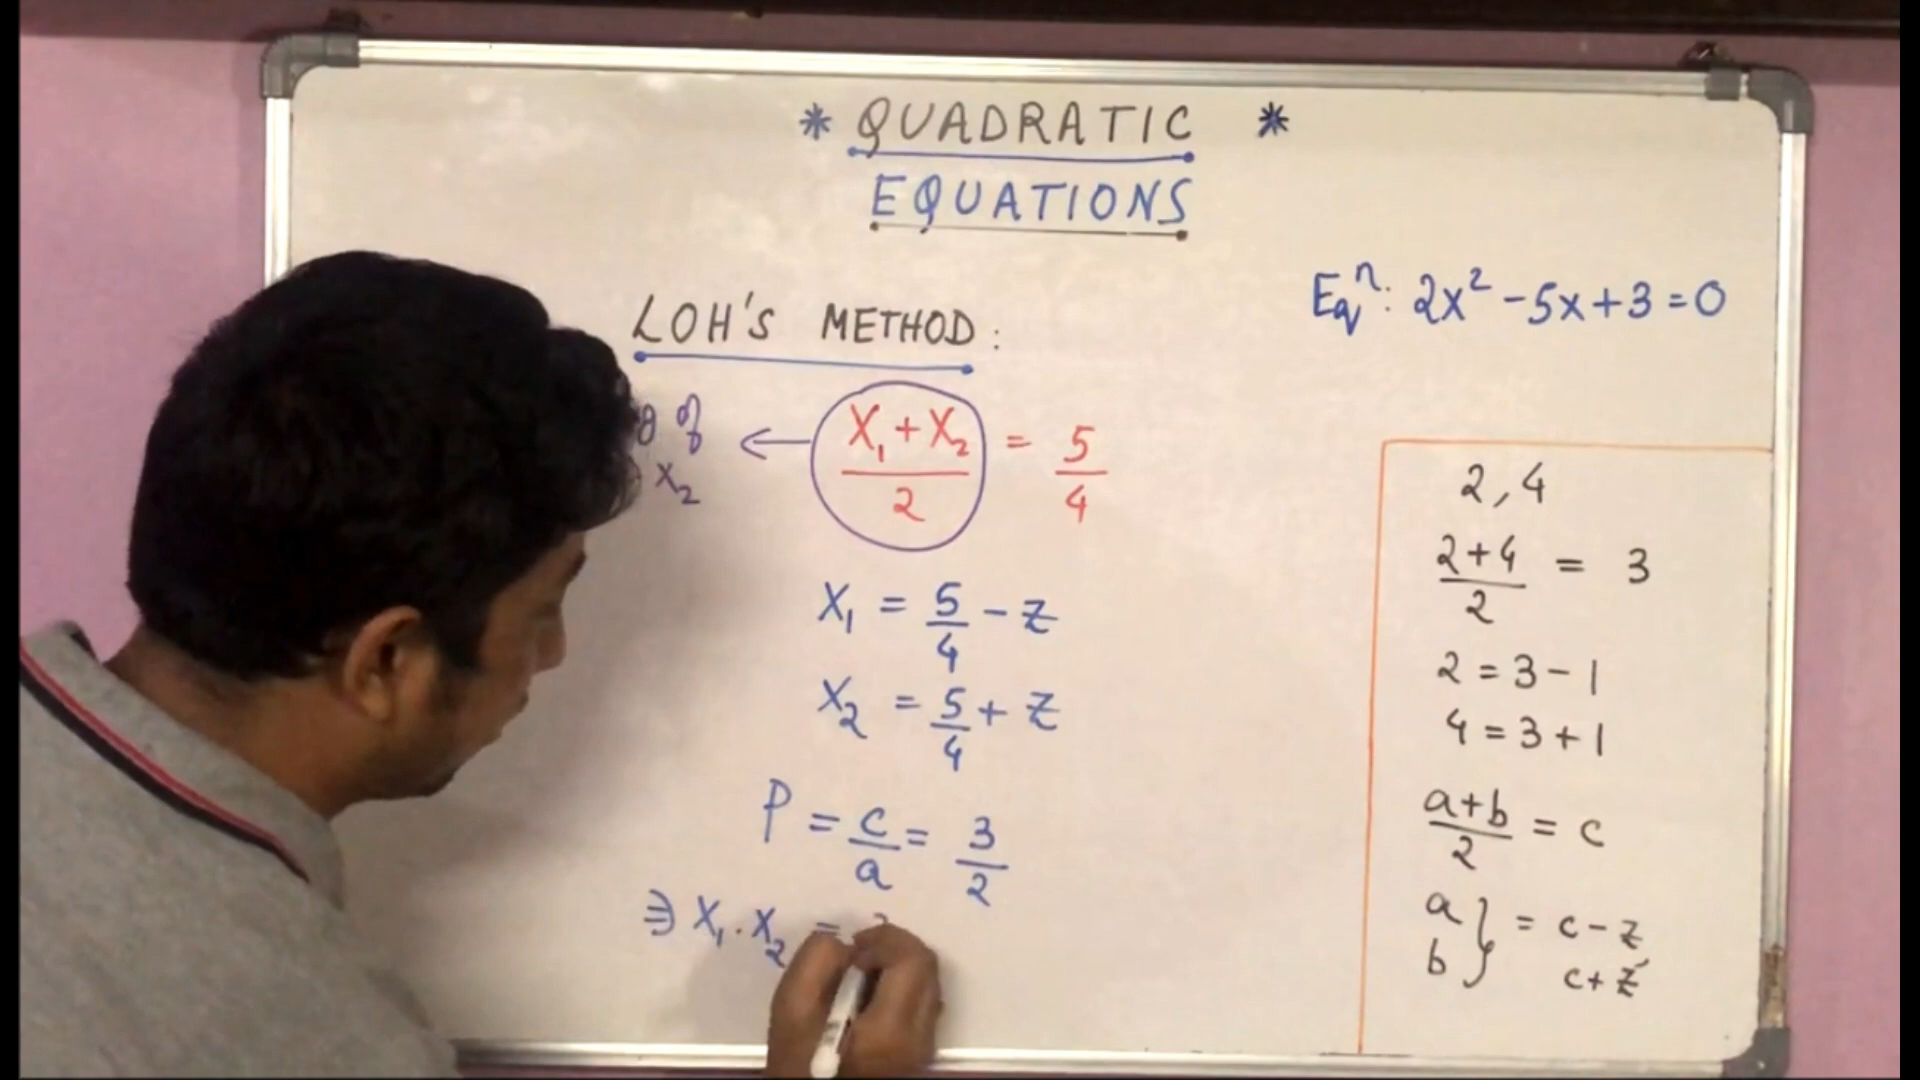 * QUADRATIC *
EQUATIONS
Eqⁿ: 2x² - 5x + 3 = 0
LOH'S METHOD:
of ← (X₁ + X₂)/2 = 5/4
X₂
X₁ = 5/4 - z
X₂ = 5/4 + z
P = c/a = 3/2
⇒ X₁ . X₂ =
2, 4
(2+4)/2 = 3
2 = 3 - 1
4 = 3 + 1
(a+b)/2 = c
a } = c - z,
b } c + z